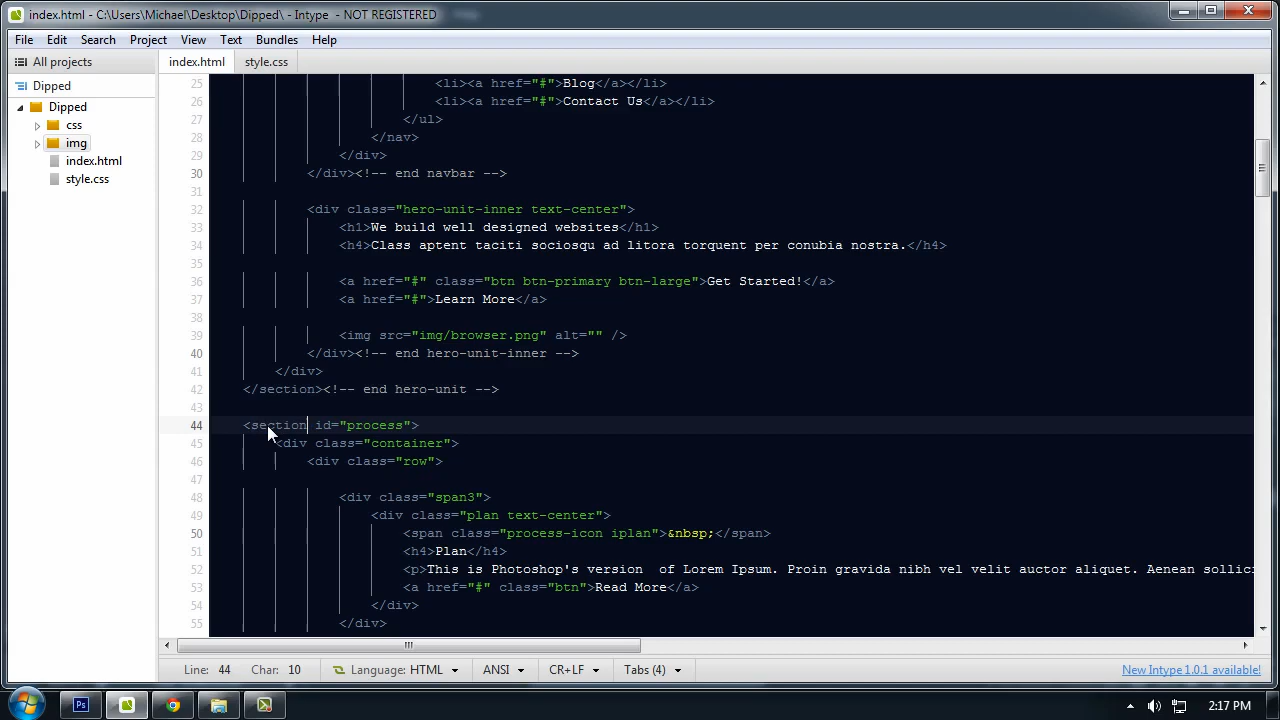 index.html - C:\Users\Michael\Desktop\Dipped\ - Intype - NOT REGISTERED
File Edit Search Project View Text Bundles Help
All projects
index.html style.css
Dipped
Dipped
css
img
index.html
style.css
25 <li><a href="#">Blog</a></li>
26 <li><a href="#">Contact Us</a></li>
27 </ul>
28 </nav>
29 </div>
30 </div><!-- end navbar -->
31
32 <div class="hero-unit-inner text-center">
33 <h1>We build well designed websites</h1>
34 <h4>Class aptent taciti sociosqu ad litora torquent per conubia nostra.</h4>
35
36 <a href="#" class="btn btn-primary btn-large">Get Started!</a>
37 <a href="#">Learn More</a>
38
39 <img src="img/browser.png" alt="" />
40 </div><!-- end hero-unit-inner -->
41 </div>
42 </section><!-- end hero-unit -->
43
44 <section id="process">
45 <div class="container">
46 <div class="row">
47
48 <div class="span3">
49 <div class="plan text-center">
50 <span class="process-icon iplan">&nbsp;</span>
51 <h4>Plan</h4>
52 <p>This is Photoshop's version  of Lorem Ipsum. Proin gravida nibh vel velit auctor aliquet. Aenean sollici
53 <a href="#" class="btn">Read More</a>
54 </div>
55 </div>
Line: 44 Char: 10 Language: HTML ANSI CR+LF Tabs (4) New Intype 1.0.1 available!
Ps 2:17 PM